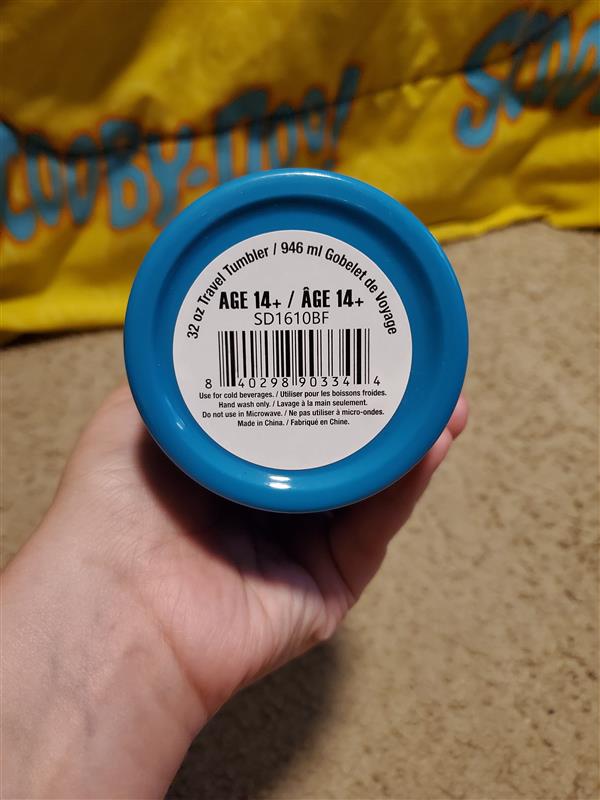 SCOOBY-DOO!
32 oz Travel Tumbler / 946 ml Gobelet de Voyage
AGE 14+ / ÂGE 14+
SD1610BF
8 40298 90334 4
Use for cold beverages. / Utiliser pour les boissons froides.
Hand wash only. / Lavage à la main seulement.
Do not use in Microwave. / Ne pas utiliser à micro-ondes.
Made in China. / Fabriqué en Chine.